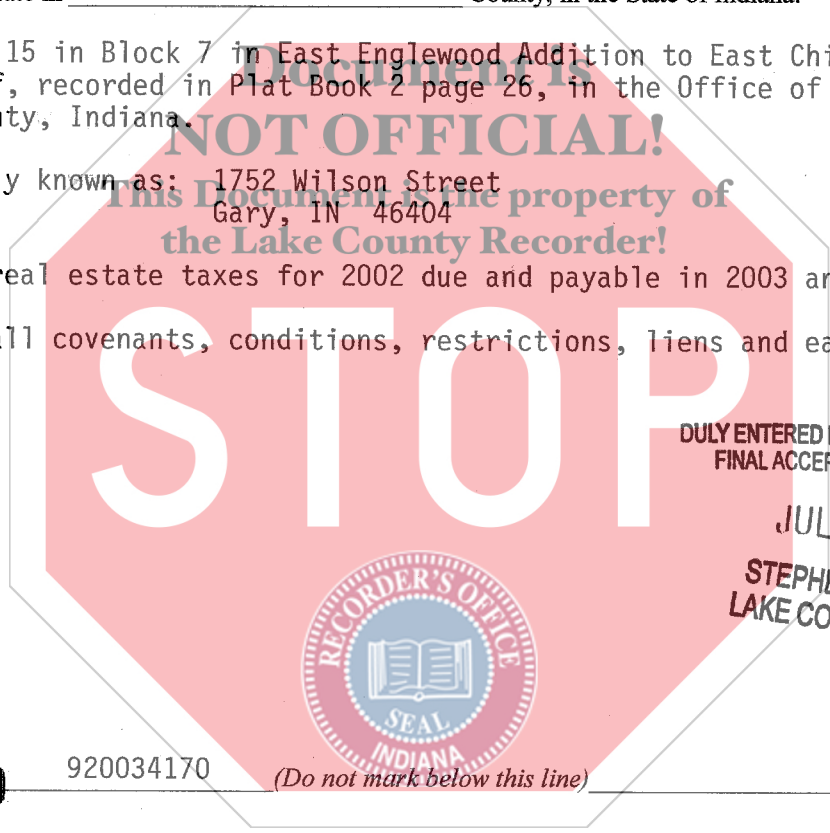 County, in the State of Indiana.
15 in Block 7 in East Englewood Addition to East Chi
, recorded in Plat Book 2 page 26, in the Office of
nty, Indiana.
y known as: 1752 Wilson Street
Gary, IN 46404
real estate taxes for 2002 due and payable in 2003 an
all covenants, conditions, restrictions, liens and ea
Document is
NOT OFFICIAL!
This Document is the property of
the Lake County Recorder!
STOP
DULY ENTERED
FINAL ACCEP
JUL
STEPH
LAKE CO
RECORDER'S OFFICE
SEAL
INDIANA
920034170
(Do not mark below this line)